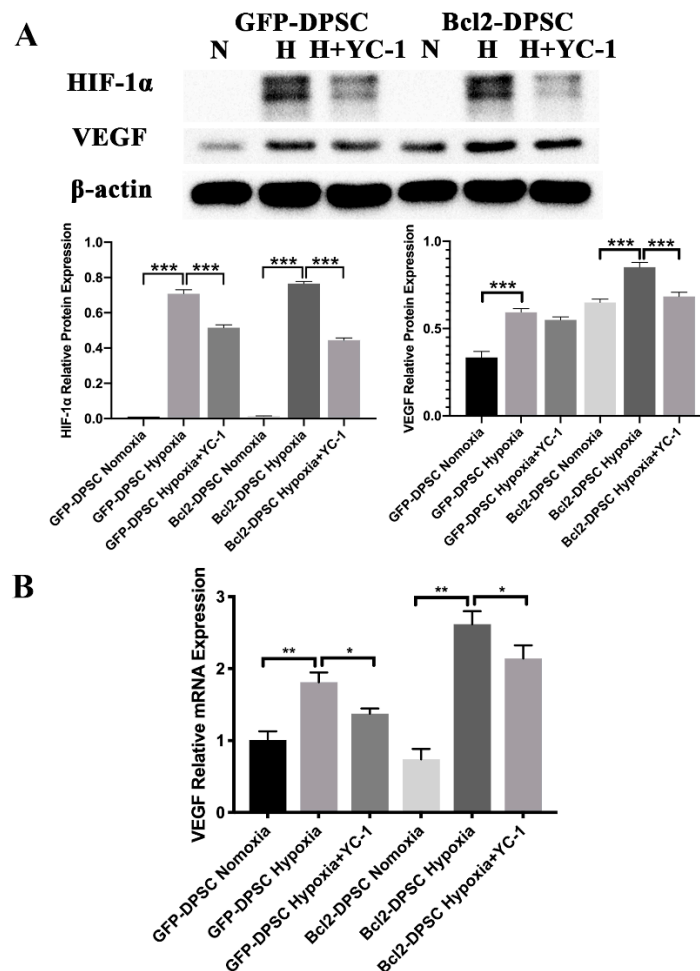 A
GFP-DPSC Bcl2-DPSC
N H H+YC-1 N H H+YC-1
HIF-1α
VEGF
β-actin
HIF-1α Relative Protein Expression
1.0
0.8
0.6
0.4
0.2
0.0
*** *** *** ***
GFP-DPSC Nomoxia
GFP-DPSC Hypoxia
GFP-DPSC Hypoxia+YC-1
Bcl2-DPSC Nomoxia
Bcl2-DPSC Hypoxia
Bcl2-DPSC Hypoxia+YC-1
VEGF Relative Protein Expression
1.0
0.5
0.0
*** *** ***
GFP-DPSC Nomoxia
GFP-DPSC Hypoxia
GFP-DPSC Hypoxia+YC-1
Bcl2-DPSC Nomoxia
Bcl2-DPSC Hypoxia
Bcl2-DPSC Hypoxia+YC-1
B
VEGF Relative mRNA Expression
3
2
1
0
** * ** *
GFP-DPSC Nomoxia
GFP-DPSC Hypoxia
GFP-DPSC Hypoxia+YC-1
Bcl2-DPSC Nomoxia
Bcl2-DPSC Hypoxia
Bcl2-DPSC Hypoxia+YC-1